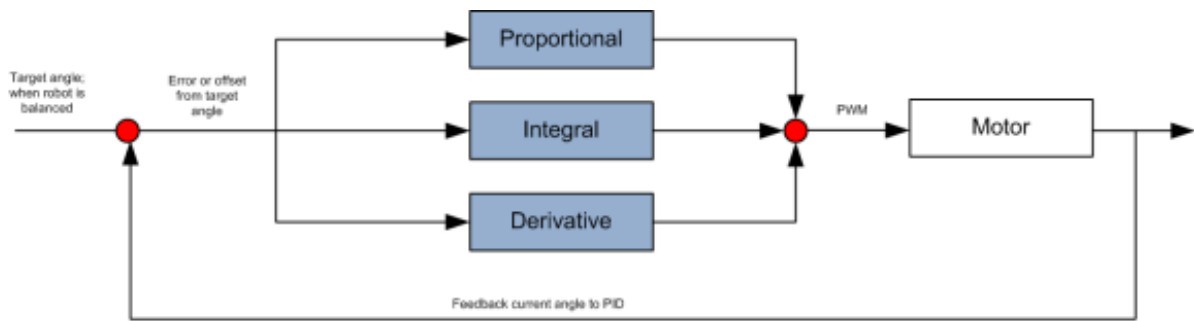 Proportional
Target angle;
when robot is
balanced
Error or offset
from target
angle
Integral
PWM
Motor
Derivative
Feedback current angle to PID